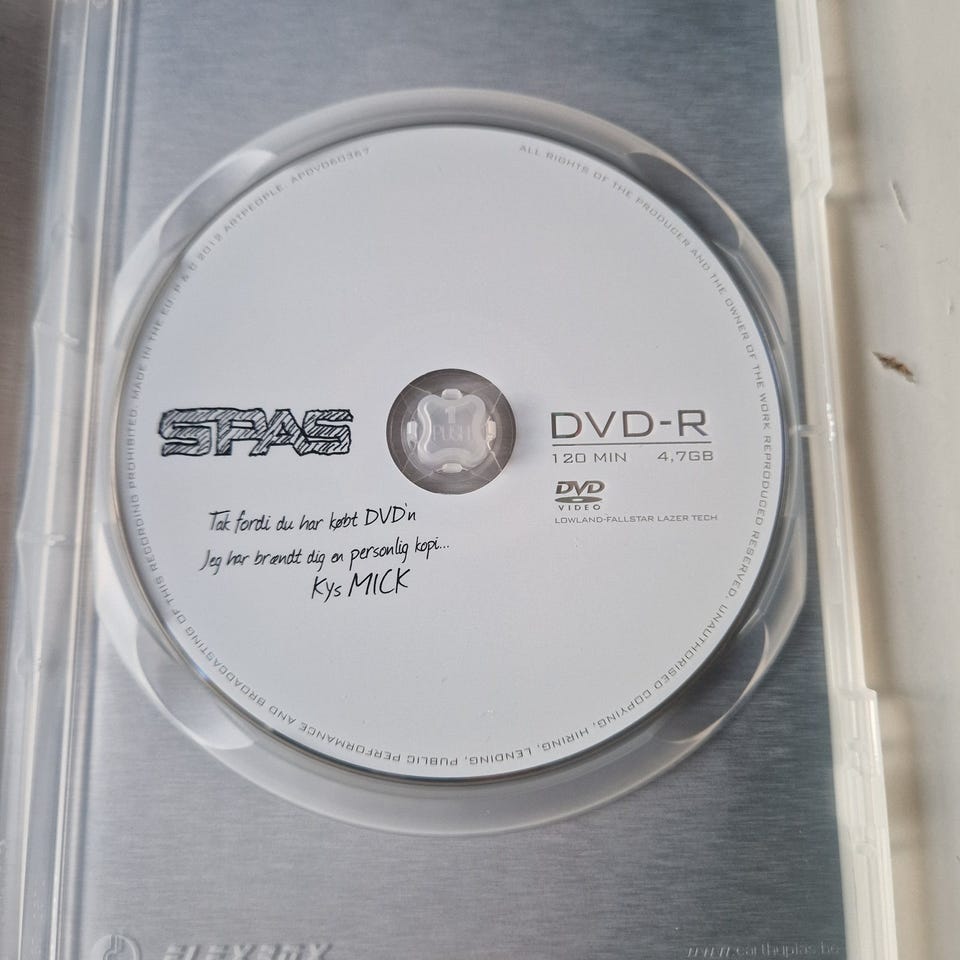 SPAS
Tak fordi du har købt DVD'n
Jeg har brændt dig en personlig kopi...
Kys MICK
PUSH
DVD-R
120 MIN 4,7GB
DVD
VIDEO
LOWLAND-FALLSTAR LAZER TECH
ALL RIGHTS OF THE PRODUCER AND THE OWNER OF THE WORK REPRODUCED RESERVED. UNAUTHORISED COPYING, HIRING, LENDING, PUBLIC PERFORMANCE AND BROADCASTING OF THIS RECORDING PROHIBITED. MADE IN THE EU. P & © 2012 ARTPEOPLE. APDVD60367